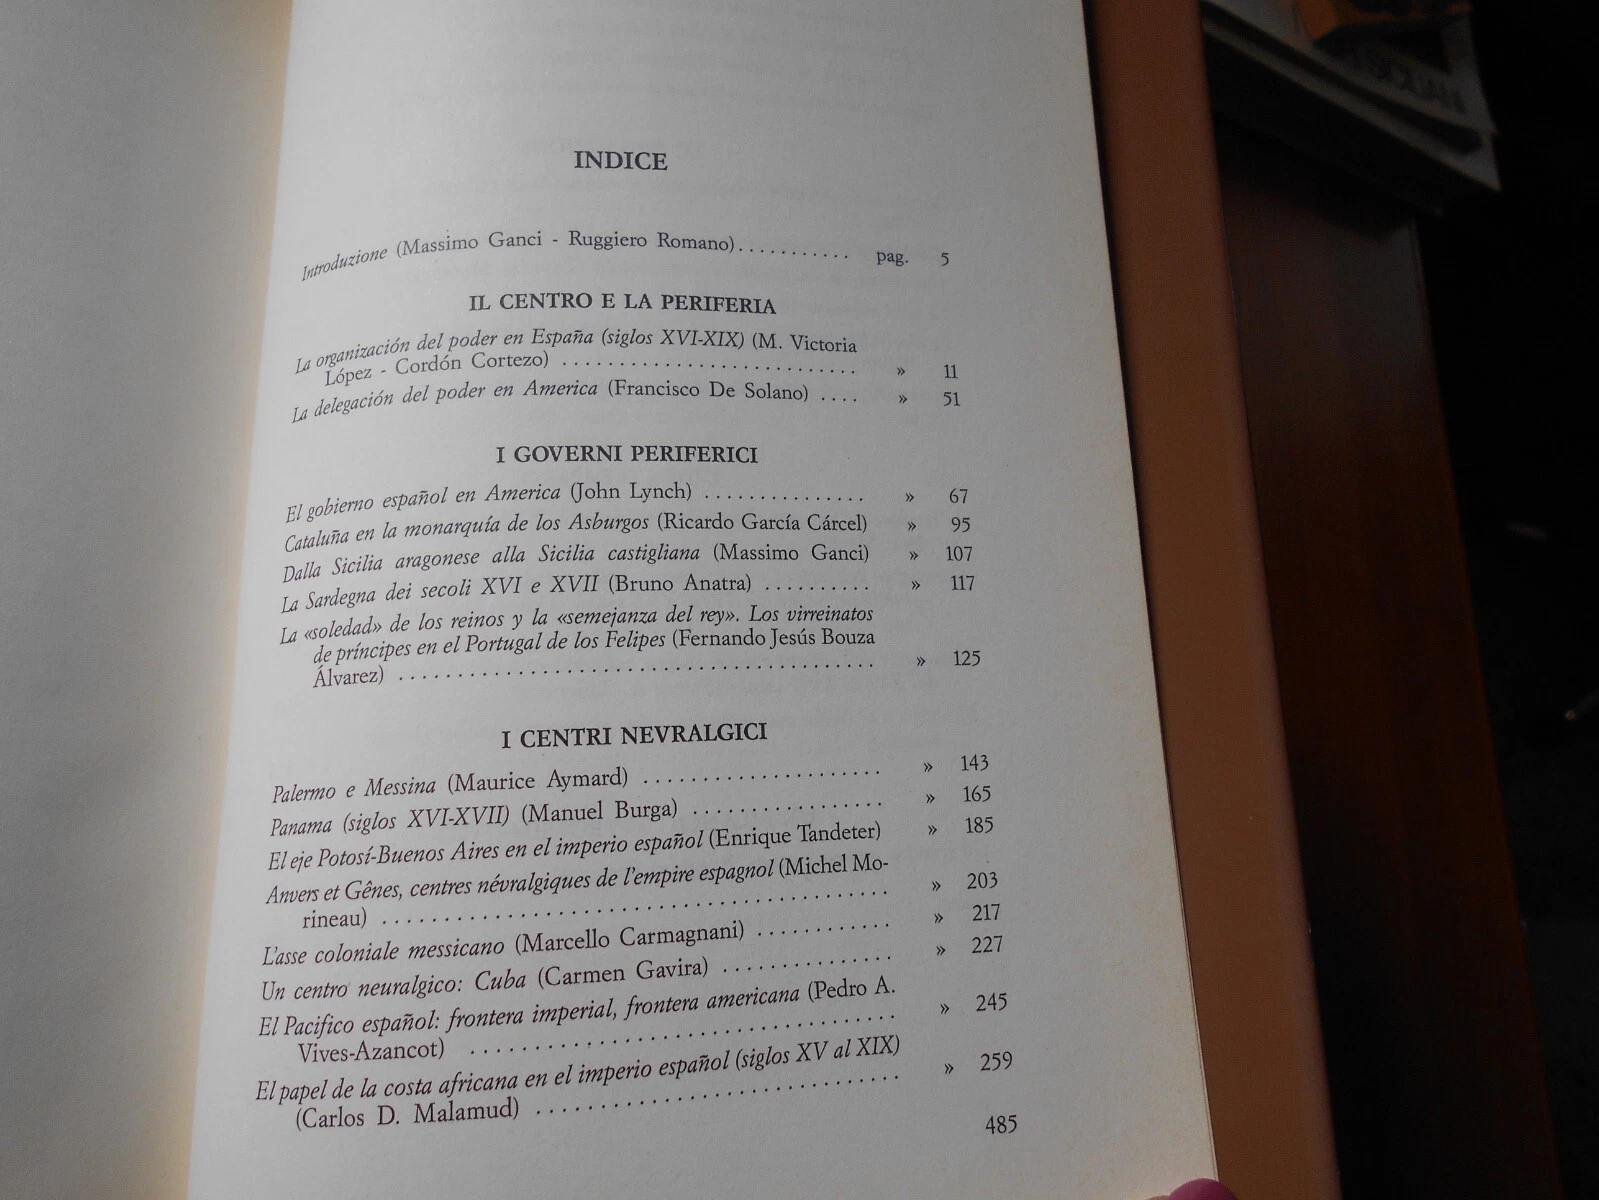 INDICE
Introduzione (Massimo Ganci - Ruggiero Romano)........... pag. 5
IL CENTRO E LA PERIFERIA
La organización del poder en España (siglos XVI-XIX) (M. Victoria
López - Cordón Cortezo) .......................... » 11
La delegación del poder en America (Francisco De Solano) .... » 51
I GOVERNI PERIFERICI
El gobierno español en America (John Lynch) ............... » 67
Cataluña en la monarquía de los Asburgos (Ricardo García Cárcel) » 95
Dalla Sicilia aragonese alla Sicilia castigliana (Massimo Ganci) » 107
La Sardegna dei secoli XVI e XVII (Bruno Anatra) .......... » 117
La «soledad» de los reinos y la «semejanza del rey». Los virreinatos
de príncipes en el Portugal de los Felipes (Fernando Jesús Bouza
Álvarez) ......................................... » 125
I CENTRI NEVRALGICI
Palermo e Messina (Maurice Aymard) ..................... » 143
Panama (siglos XVI-XVII) (Manuel Burga) ................. » 165
El eje Potosí-Buenos Aires en el imperio español (Enrique Tandeter) » 185
Anvers et Gênes, centres névralgiques de l'empire espagnol (Michel Mo-
rineau) ........................................... » 203
L'asse coloniale messicano (Marcello Carmagnani) ............ » 217
Un centro neuralgico: Cuba (Carmen Gavira) ............... » 227
El Pacifico español: frontera imperial, frontera americana (Pedro A.
Vives-Azancot) ..................................... » 245
El papel de la costa africana en el imperio español (siglos XV al XIX)
(Carlos D. Malamud) ................................ » 259
485